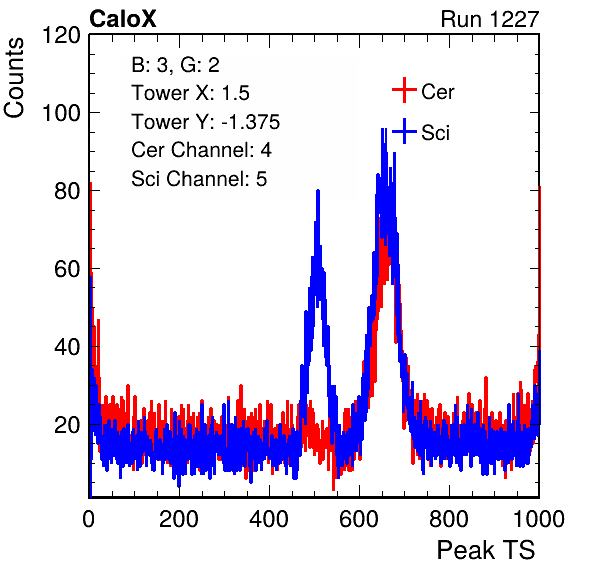 CaloX Run 1227
Counts
120
100
80
60
40
20
B: 3, G: 2
Tower X: 1.5
Tower Y: -1.375
Cer Channel: 4
Sci Channel: 5
Cer
Sci
0 200 400 600 800 1000
Peak TS